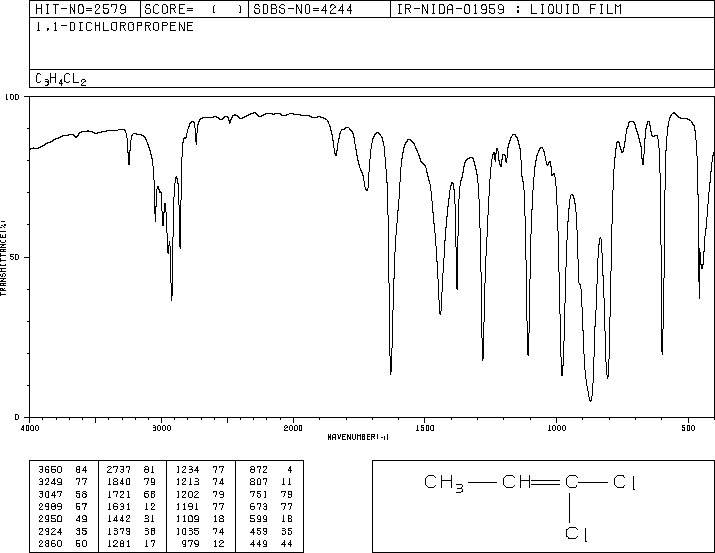 HIT-NO=2579 SCORE= ( ) SDBS-NO=4244 IR-NIDA-01959 : LIQUID FILM
1,1-DICHLOROPROPENE
C3H4CL2
100
50
0
TRANSMITTANCE(%)
4000 3000 2000 1500 1000 500
WAVENUMBER(-1)
3660 84 2737 81 1234 77 872 4
3249 77 1840 79 1213 74 807 11
3047 58 1721 68 1202 79 751 79
2989 57 1631 12 1191 77 673 77
2950 49 1442 31 1109 18 599 18
2924 35 1379 38 1035 74 459 35
2860 50 1281 17 979 12 449 44
CH3 CH C Cl
Cl